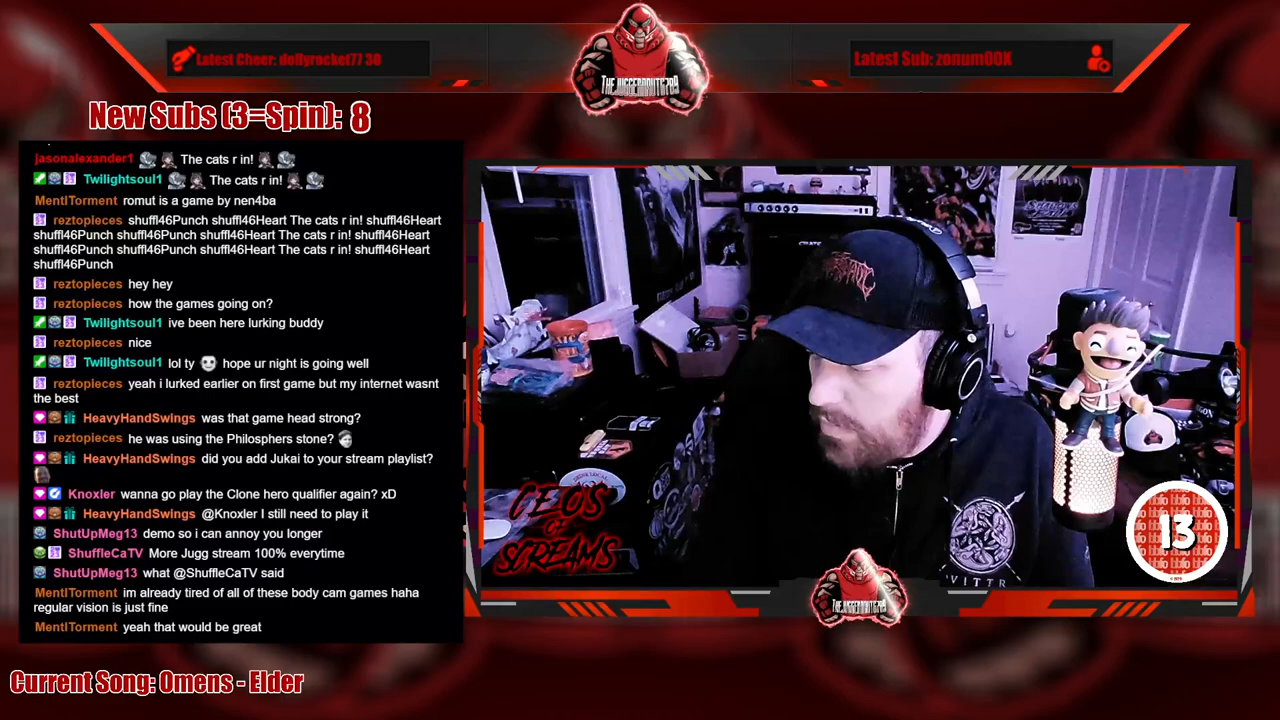 Latest Cheer: dollyrocket77 30
THEJUGGERNAUT6789
Latest Sub: zonum00X
New Subs (3=Spin): 8
jasonalexander1 The cats r in!
Twilightsoul1 The cats r in!
MentlTorment romut is a game by nen4ba
reztopieces shuffl46Punch shuffl46Heart The cats r in! shuffl46Heart
shuffl46Punch shuffl46Punch shuffl46Heart The cats r in! shuffl46Heart
shuffl46Punch shuffl46Punch shuffl46Heart The cats r in! shuffl46Heart
shuffl46Punch
reztopieces hey hey
reztopieces how the games going on?
Twilightsoul1 ive been here lurking buddy
reztopieces nice
Twilightsoul1 lol ty hope ur night is going well
reztopieces yeah i lurked earlier on first game but my internet wasnt
the best
HeavyHandSwings was that game head strong?
reztopieces he was using the Philosphers stone?
HeavyHandSwings did you add Jukai to your stream playlist?
Knoxler wanna go play the Clone hero qualifier again? xD
HeavyHandSwings @Knoxler I still need to play it
ShutUpMeg13 demo so i can annoy you longer
ShuffleCaTV More Jugg stream 100% everytime
ShutUpMeg13 what @ShuffleCaTV said
MentlTorment im already tired of all of these body cam games haha
regular vision is just fine
MentlTorment yeah that would be great
CEOS
OF
SCREAMS
VITTR
13
THEJUGGERNAUT6789
Current Song: Omens - Elder